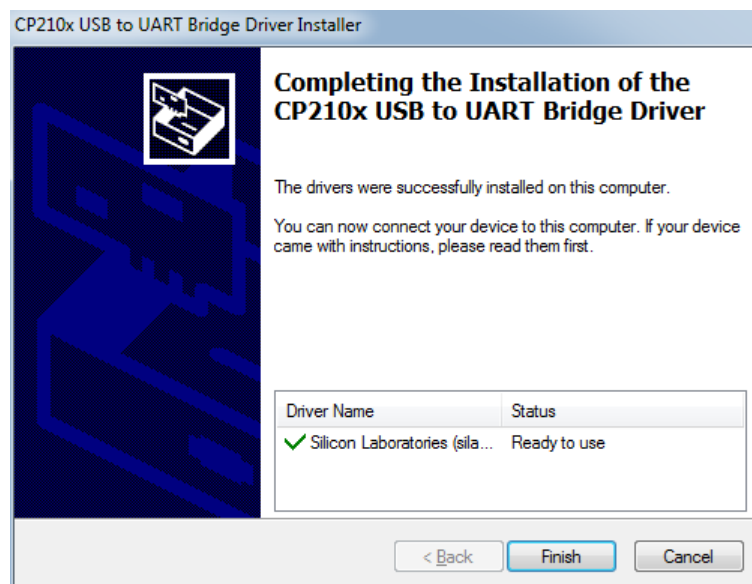 CP210x USB to UART Bridge Driver Installer
Completing the Installation of the
CP210x USB to UART Bridge Driver
The drivers were successfully installed on this computer.
You can now connect your device to this computer. If your device
came with instructions, please read them first.
Driver Name Status
Silicon Laboratories (sila... Ready to use
< Back Finish Cancel